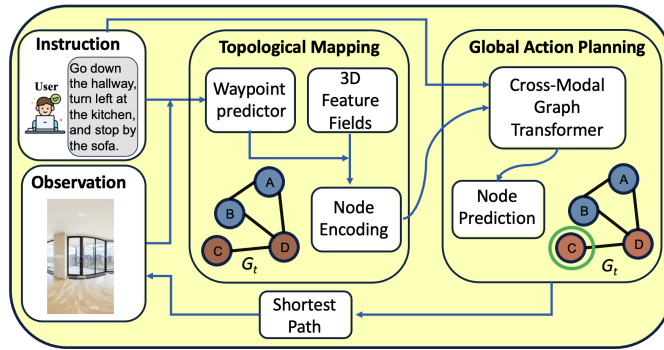 Instruction
User
Go down
the hallway,
turn left at
the kitchen,
and stop by
the sofa.
Observation
Topological Mapping
Waypoint
predictor
3D
Feature
Fields
Node
Encoding
A
B
C
D
G_t
Global Action Planning
Cross-Modal
Graph
Transformer
Node
Prediction
A
B
C
D
G_t
Shortest
Path